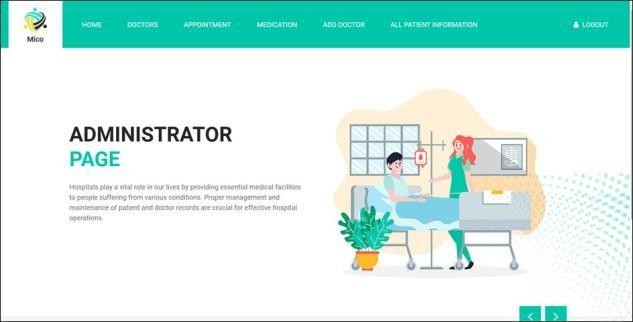 Mico
HOME
DOCTORS
APPOINTMENT
MEDICATION
ADD DOCTOR
ALL PATIENT INFORMATION
LOGOUT
ADMINISTRATOR
PAGE
Hospitals play a vital role in our lives by providing essential medical facilities
to people suffering from various conditions. Proper management and
maintenance of patient and doctor records are crucial for effective hospital
operations.